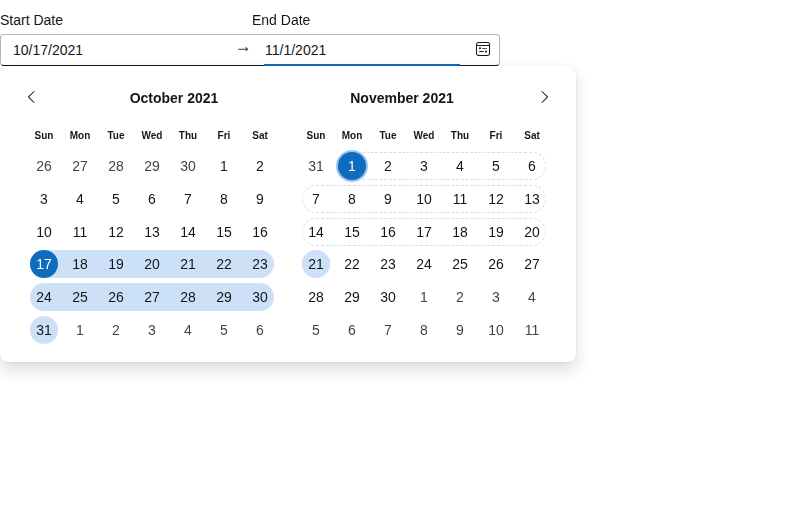 Start Date End Date
10/17/2021 → 11/1/2021
October 2021
Sun Mon Tue Wed Thu Fri Sat
26 27 28 29 30 1 2
3 4 5 6 7 8 9
10 11 12 13 14 15 16
17 18 19 20 21 22 23
24 25 26 27 28 29 30
31 1 2 3 4 5 6
November 2021
Sun Mon Tue Wed Thu Fri Sat
31 1 2 3 4 5 6
7 8 9 10 11 12 13
14 15 16 17 18 19 20
21 22 23 24 25 26 27
28 29 30 1 2 3 4
5 6 7 8 9 10 11